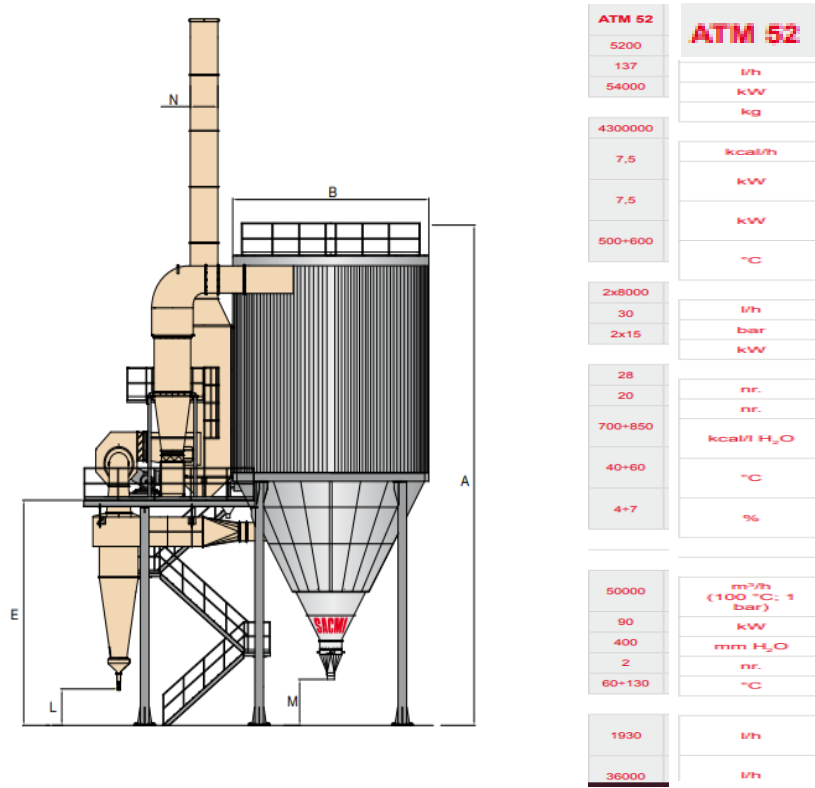 N
B
A
E
SACMI
L
M
ATM 52
5200
137
54000
4300000
7,5
7,5
500÷600
2x8000
30
2x15
28
20
700÷850
40÷60
4÷7
50000
90
400
2
60÷130
1930
36000
ATM 52
l/h
kW
kg
kcal/h
kW
kW
°C
l/h
bar
kW
nr.
nr.
kcal/l H₂O
°C
%
m³/h
(100 °C; 1
bar)
kW
mm H₂O
nr.
°C
l/h
l/h